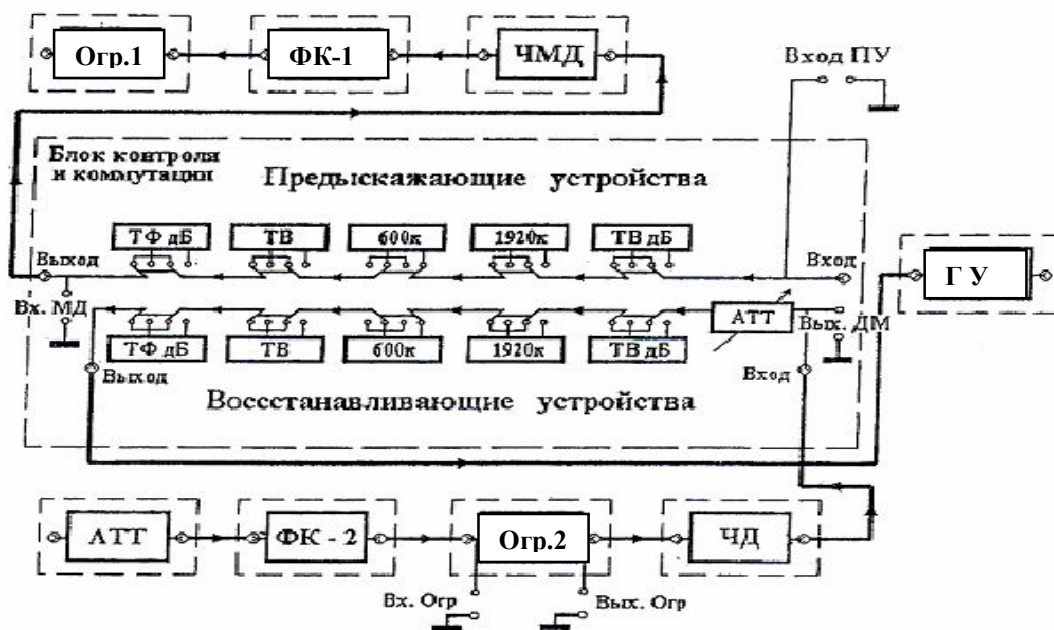 Огр.1 ФК-1 ЧМД
Вход ПУ
Блок контроля
и коммутации
Предыскажающие устройства
ТФ дБ ТВ 600к 1920к ТВ дБ
Выход
Вход
ГУ
Вх. МД
АТТ
Вых. ДМ
ТФ дБ ТВ 600к 1920к ТВ дБ
Выход
Вход
Воссстанавливающие устройства
АТТ ФК - 2 Огр.2 ЧД
Вх. Огр
Вых. Огр